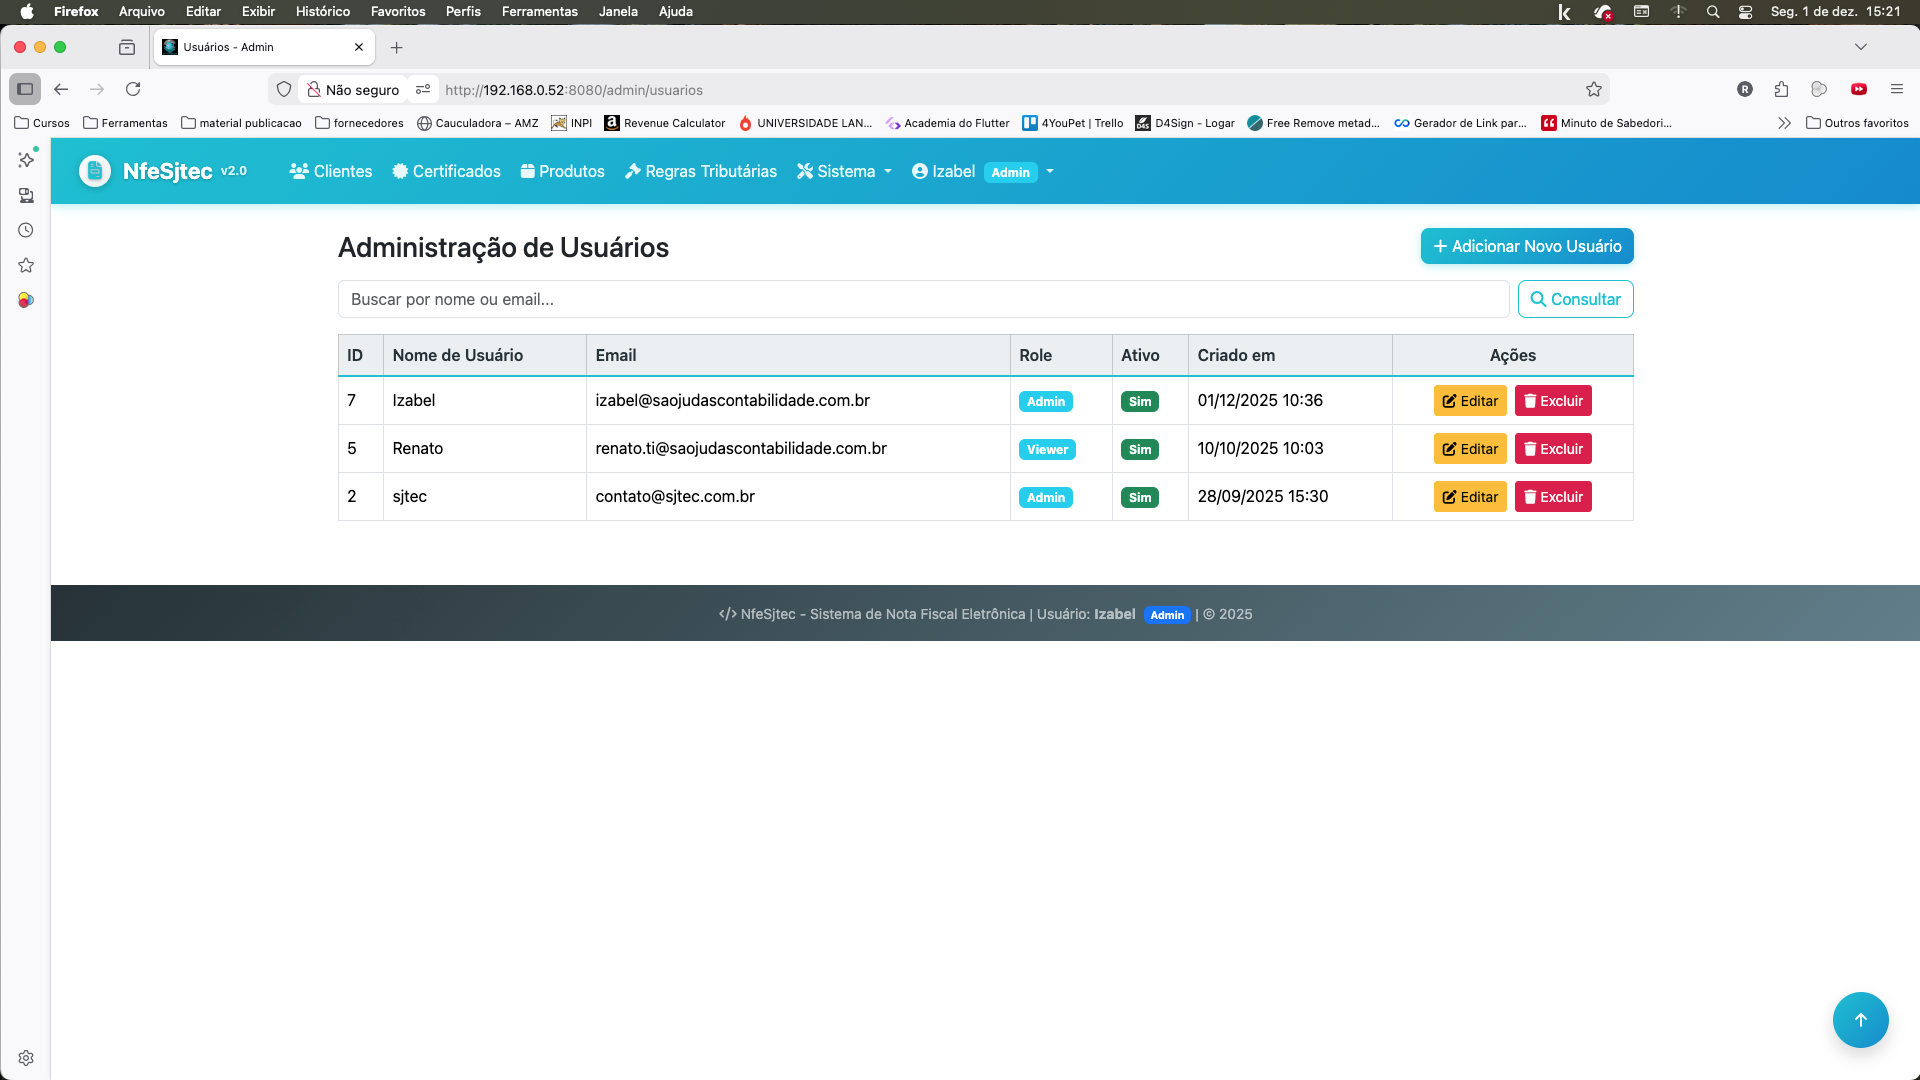 Firefox Arquivo Editar Exibir Histórico Favoritos Perfis Ferramentas Janela Ajuda Seg. 1 de dez. 15:21
Usuários - Admin
Não seguro http://192.168.0.52:8080/admin/usuarios
Cursos Ferramentas material publicacao fornecedores Cauculadora – AMZ INPI Revenue Calculator UNIVERSIDADE LAN... Academia do Flutter 4YouPet | Trello D4Sign - Logar Free Remove metad... Gerador de Link par... Minuto de Sabedori... Outros favoritos
NfeSjtec v2.0 Clientes Certificados Produtos Regras Tributárias Sistema Izabel Admin
Administração de Usuários + Adicionar Novo Usuário
Buscar por nome ou email... Consultar
ID Nome de Usuário Email Role Ativo Criado em Ações
7 Izabel izabel@saojudascontabilidade.com.br Admin Sim 01/12/2025 10:36 Editar Excluir
5 Renato renato.ti@saojudascontabilidade.com.br Viewer Sim 10/10/2025 10:03 Editar Excluir
2 sjtec contato@sjtec.com.br Admin Sim 28/09/2025 15:30 Editar Excluir
</> NfeSjtec - Sistema de Nota Fiscal Eletrônica | Usuário: Izabel Admin | © 2025